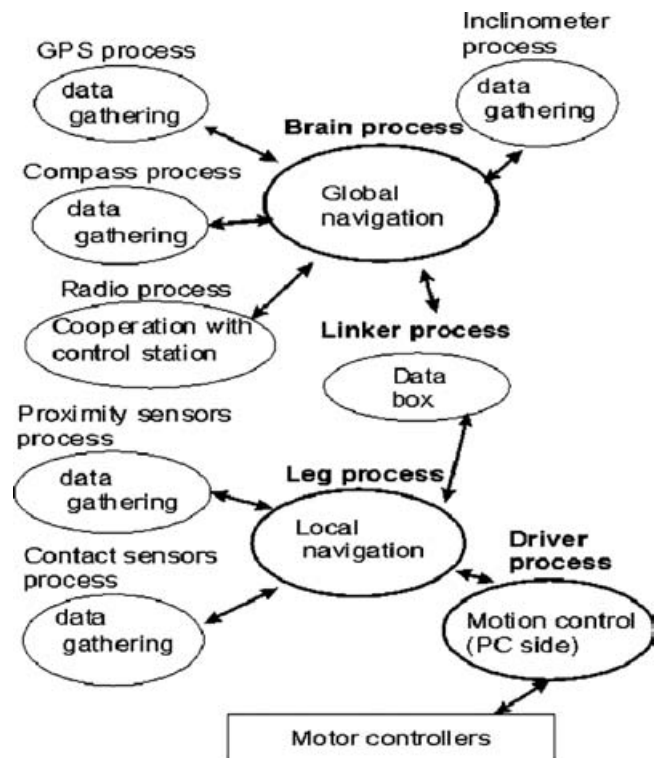 GPS process
data
gathering
Inclinometer
process
data
gathering
Brain process
Global
navigation
Compass process
data
gathering
Radio process
Cooperation with
control station
Linker process
Data
box
Proximity sensors
process
data
gathering
Leg process
Local
navigation
Contact sensors
process
data
gathering
Driver
process
Motion control
(PC side)
Motor controllers